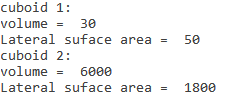 cuboid 1:
volume =  30
Lateral suface area =  50
cuboid 2:
volume =  6000
Lateral suface area =  1800